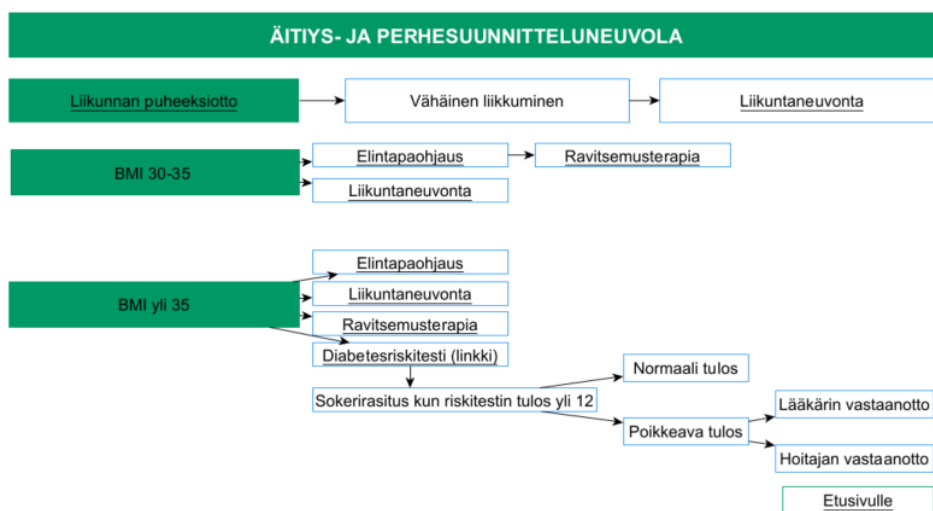 ÄITIYS- JA PERHESUUNNITTELUNEUVOLA
Liikunnan puheeksiotto
Vähäinen liikkuminen
Liikuntaneuvonta
BMI 30-35
Elintapaohjaus
Ravitsemusterapia
Liikuntaneuvonta
BMI yli 35
Elintapaohjaus
Liikuntaneuvonta
Ravitsemusterapia
Diabetesriskitesti (linkki)
Sokerirasitus kun riskitestin tulos yli 12
Normaali tulos
Poikkeava tulos
Lääkärin vastaanotto
Hoitajan vastaanotto
Etusivulle